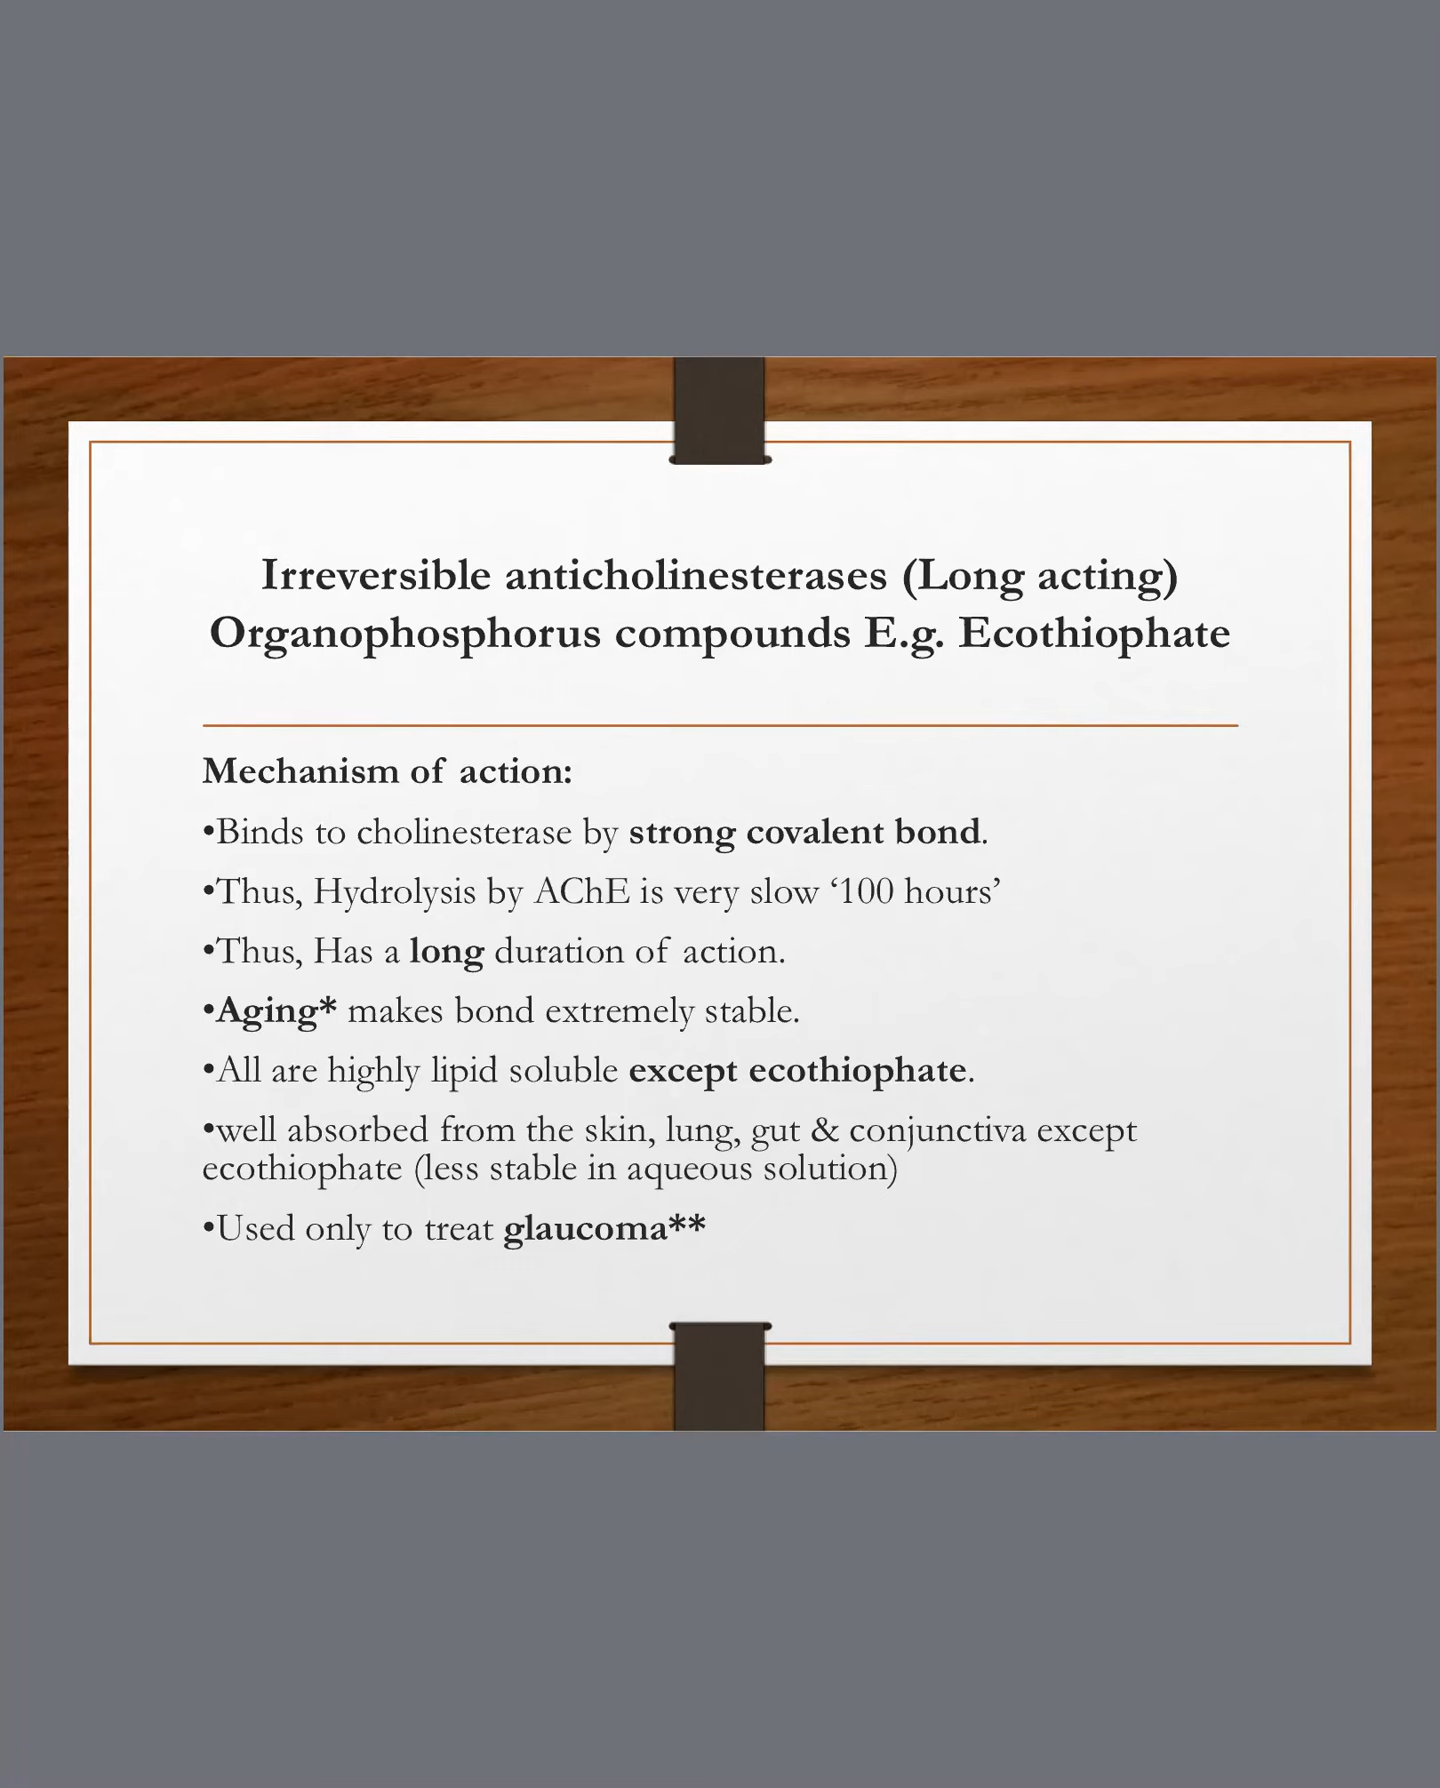 Irreversible anticholinesterases (Long acting)
Organophosphorus compounds E.g. Ecothiophate
Mechanism of action:
•Binds to cholinesterase by strong covalent bond.
•Thus, Hydrolysis by AChE is very slow ‘100 hours’
•Thus, Has a long duration of action.
•Aging* makes bond extremely stable.
•All are highly lipid soluble except ecothiophate.
•well absorbed from the skin, lung, gut & conjunctiva except
ecothiophate (less stable in aqueous solution)
•Used only to treat glaucoma**